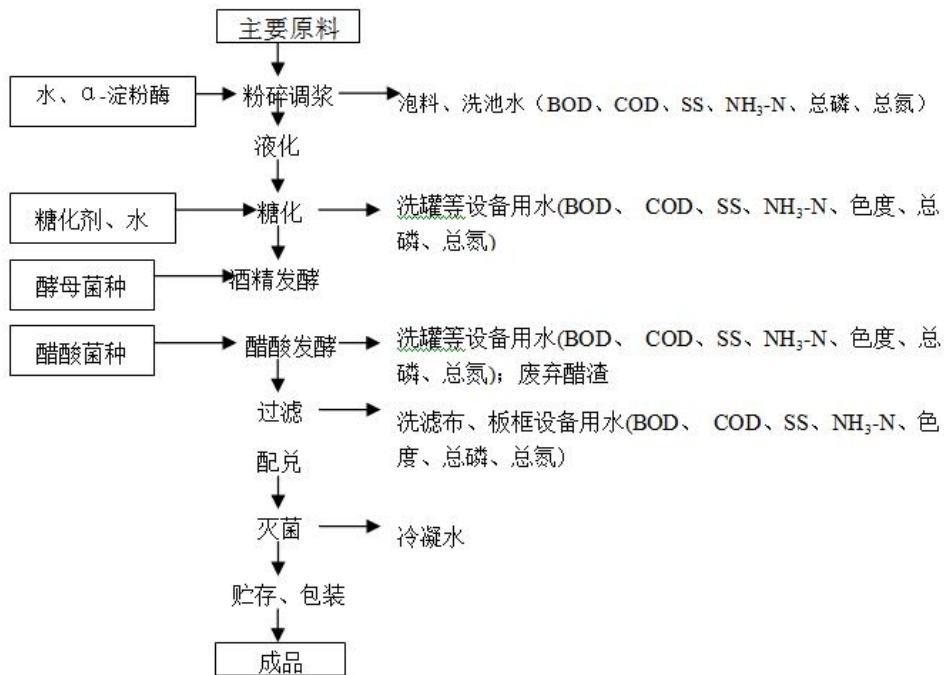 主要原料
水、α-淀粉酶
粉碎调浆
泡料、洗池水（BOD、COD、SS、NH₃-N、总磷、总氮）
液化
糖化剂、水
糖化
洗罐等设备用水(BOD、 COD、SS、NH₃-N、色度、总
磷、总氮)
酵母菌种
酒精发酵
醋酸菌种
醋酸发酵
洗罐等设备用水(BOD、 COD、SS、NH₃-N、色度、总
磷、总氮)；废弃醋渣
过滤
洗滤布、板框设备用水(BOD、 COD、SS、NH₃-N、色
度、总磷、总氮）
配兑
灭菌
冷凝水
贮存、包装
成品